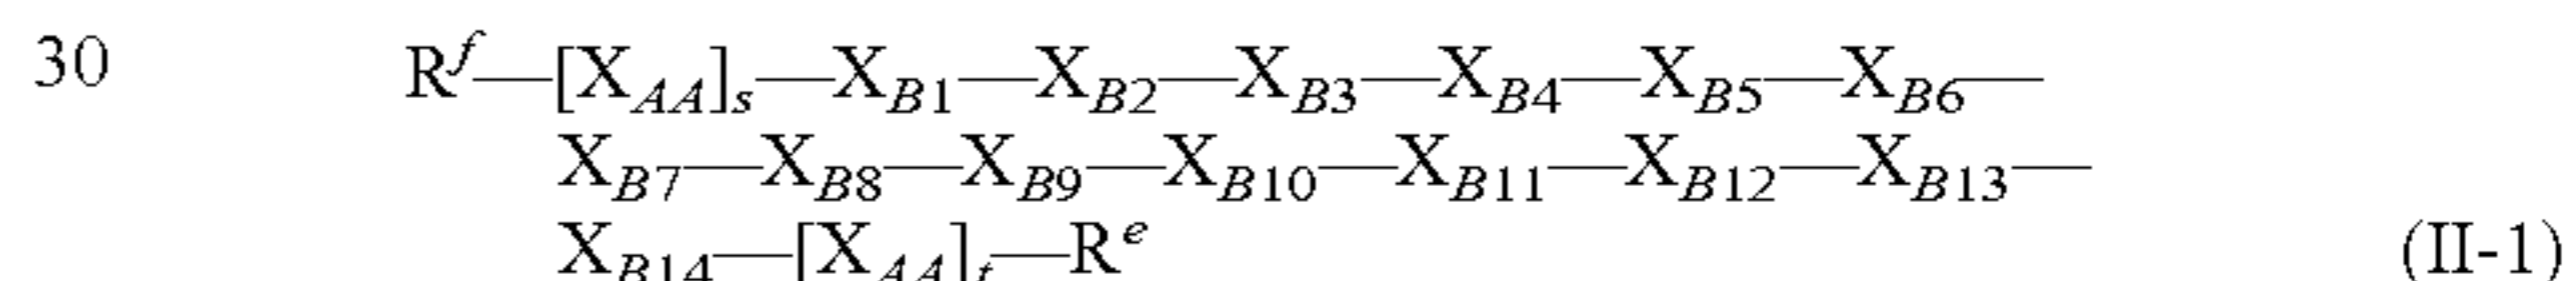 30 R^f—[X_AA]_s—X_B1—X_B2—X_B3—X_B4—X_B5—X_B6—
X_B7—X_B8—X_B9—X_B10—X_B11—X_B12—X_B13—
X_B14—[X_AA]_t—R^e (II-1)